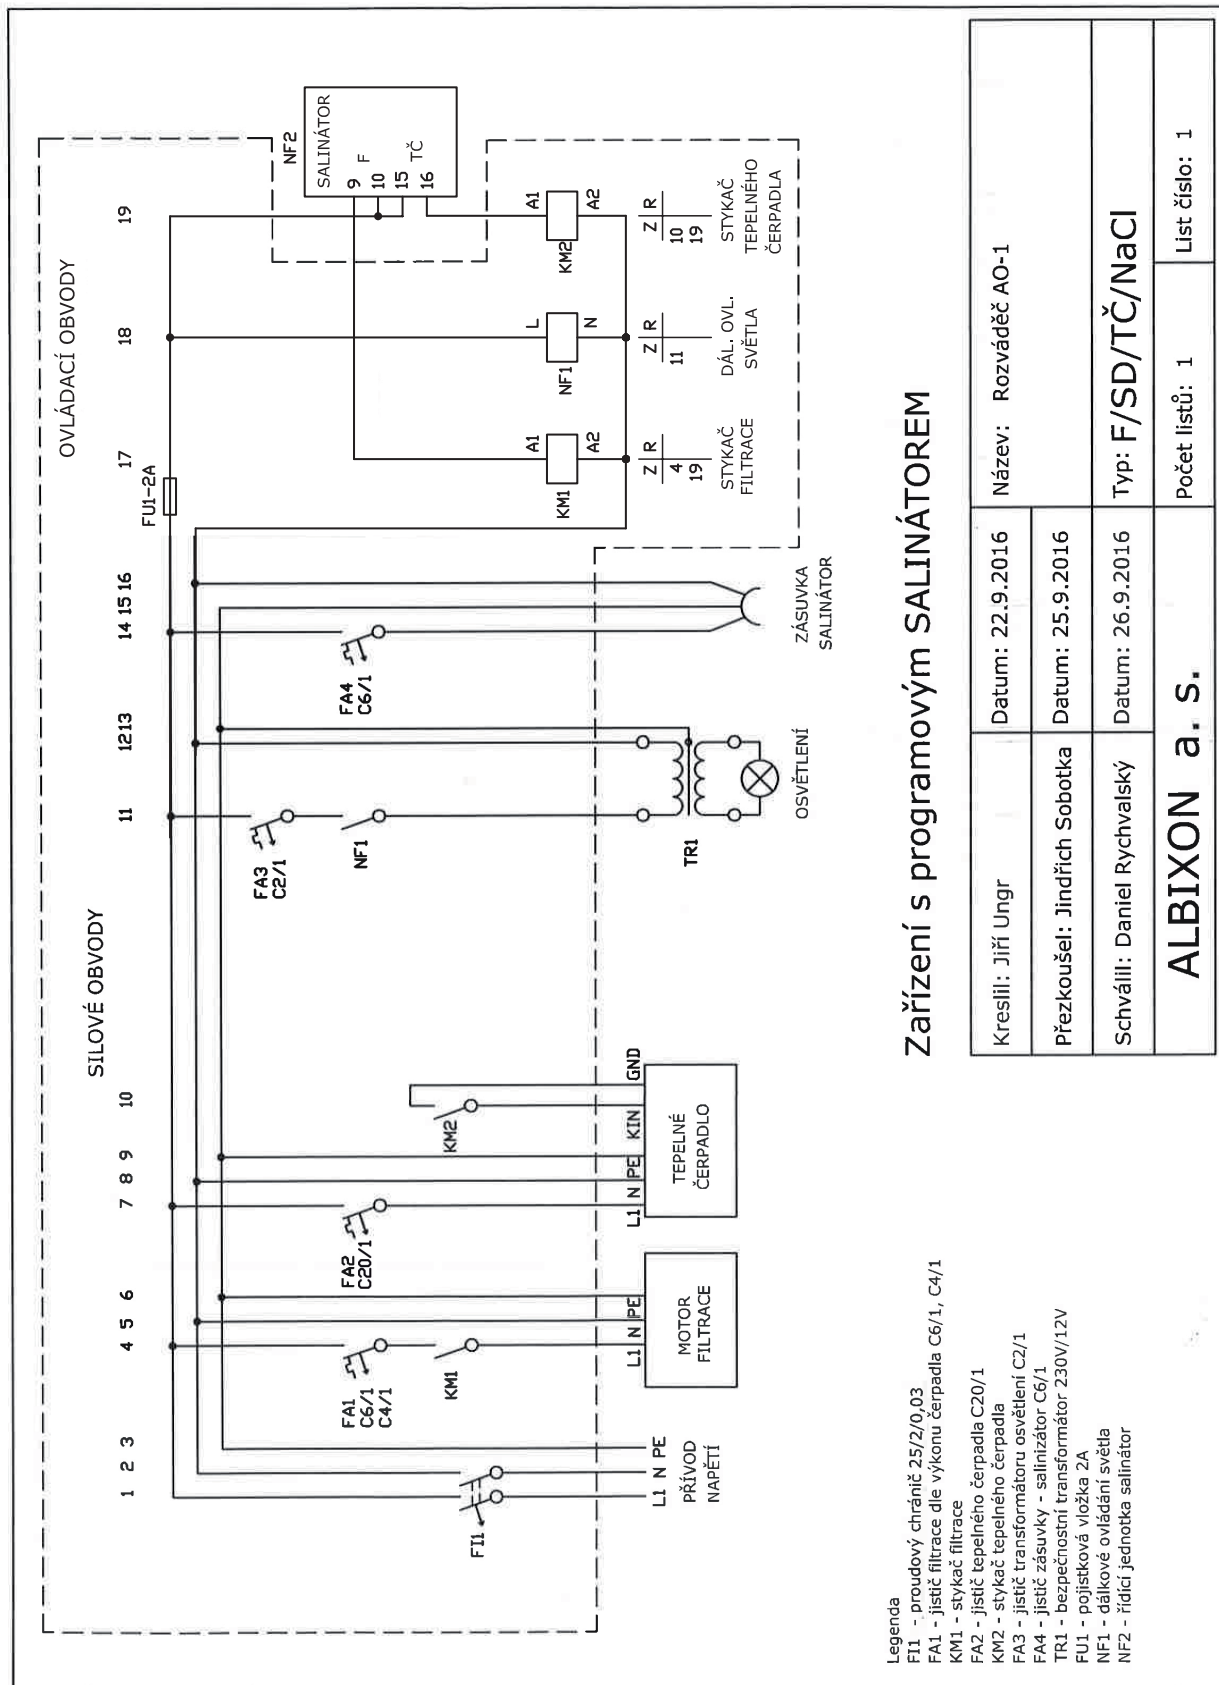 SILOVÉ OBVODY
OVLÁDACÍ OBVODY
1 2 3 4 5 6 7 8 9 10 11 12 13 14 15 16 17 18 19
FI1
L1 N PE
PŘÍVOD
NAPĚTÍ
FA1
C6/1
C4/1
KM1
L1 N PE
MOTOR
FILTRACE
FA2
C20/1
KM2
L1 N PE KIN GND
TEPELNÉ
ČERPADLO
FA3
C2/1
NF1
TR1
OSVĚTLENÍ
FA4
C6/1
ZÁSUVKA
SALINÁTOR
FU1-2A
NF2
SALINÁTOR
9 10 15 16
F TČ
KM1
A1
A2
Z R
4
19
STYKAČ
FILTRACE
NF1
L
N
Z R
11
DÁL. OVL.
SVĚTLA
KM2
A1
A2
Z R
10
19
STYKAČ
TEPELNÉHO
ČERPADLA
Legenda
FI1 - proudový chránič 25/2/0,03
FA1 - jistič filtrace dle výkonu čerpadla C6/1, C4/1
KM1 - stykač filtrace
FA2 - jistič tepelného čerpadla C20/1
KM2 - stykač tepelného čerpadla
FA3 - jistič transformátoru osvětlení C2/1
FA4 - jistič zásuvky - salinizátor C6/1
TR1 - bezpečnostní transformátor 230V/12V
FU1 - pojistková vložka 2A
NF1 - dálkové ovládání světla
NF2 - řídící jednotka salinátor
Zařízení s programovým SALINÁTOREM
Kreslil: Jiří Ungr
Datum: 22.9.2016
Název: Rozváděč AO-1
Přezkoušel: Jindřich Sobotka
Datum: 25.9.2016
Schválil: Daniel Rychvalský
Datum: 26.9.2016
Typ: F/SD/TČ/NaCl
ALBIXON a. s.
Počet listů: 1
List číslo: 1